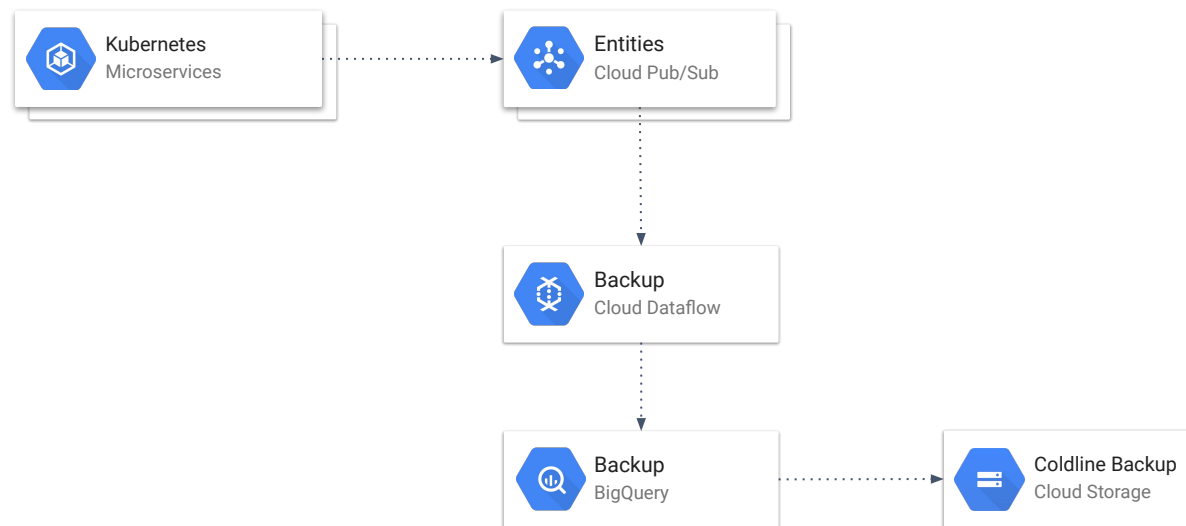 Kubernetes
Microservices
Entities
Cloud Pub/Sub
Backup
Cloud Dataflow
Backup
BigQuery
Coldline Backup
Cloud Storage